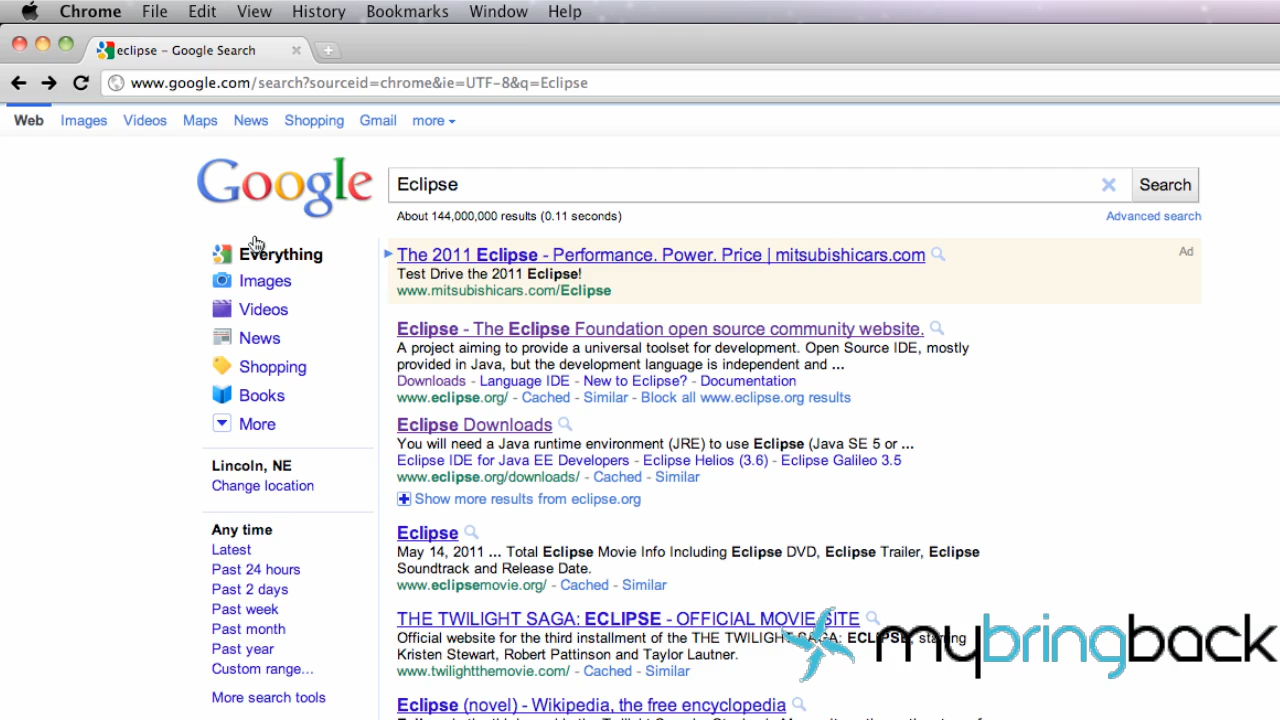 Chrome File Edit View History Bookmarks Window Help
eclipse – Google Search
www.google.com/search?sourceid=chrome&ie=UTF-8&q=Eclipse
Web Images Videos Maps News Shopping Gmail more
Google
Eclipse
Search
About 144,000,000 results (0.11 seconds)
Advanced search
Everything
Images
Videos
News
Shopping
Books
More
Lincoln, NE
Change location
Any time
Latest
Past 24 hours
Past 2 days
Past week
Past month
Past year
Custom range...
More search tools
The 2011 Eclipse - Performance. Power. Price | mitsubishicars.com
Ad
Test Drive the 2011 Eclipse!
www.mitsubishicars.com/Eclipse
Eclipse - The Eclipse Foundation open source community website.
A project aiming to provide a universal toolset for development. Open Source IDE, mostly
provided in Java, but the development language is independent and ...
Downloads - Language IDE - New to Eclipse? - Documentation
www.eclipse.org/ - Cached - Similar - Block all www.eclipse.org results
Eclipse Downloads
You will need a Java runtime environment (JRE) to use Eclipse (Java SE 5 or ...
Eclipse IDE for Java EE Developers - Eclipse Helios (3.6) - Eclipse Galileo 3.5
www.eclipse.org/downloads/ - Cached - Similar
Show more results from eclipse.org
Eclipse
May 14, 2011 ... Total Eclipse Movie Info Including Eclipse DVD, Eclipse Trailer, Eclipse
Soundtrack and Release Date.
www.eclipsemovie.org/ - Cached - Similar
THE TWILIGHT SAGA: ECLIPSE - OFFICIAL MOVIE SITE
Official website for the third installment of the THE TWILIGHT SAGA: ECLIPSE, starring
Kristen Stewart, Robert Pattinson and Taylor Lautner.
www.twilightthemovie.com/ - Cached - Similar
mybringback
Eclipse (novel) - Wikipedia, the free encyclopedia